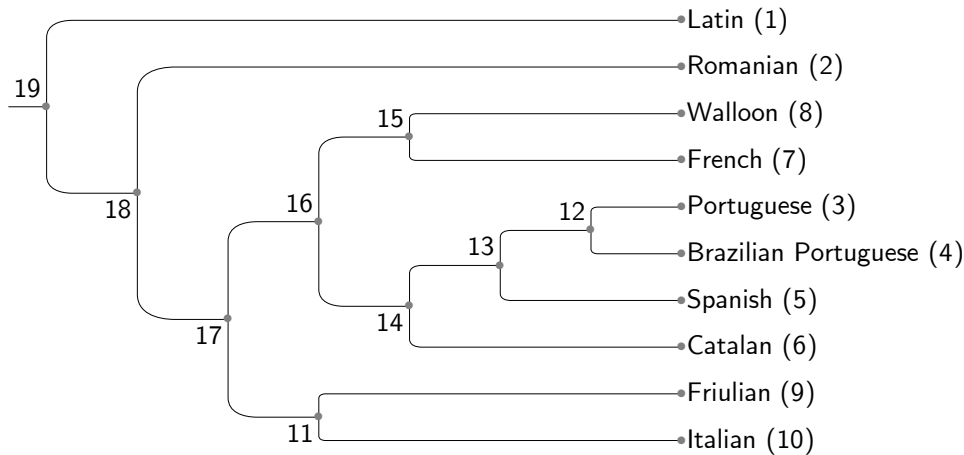 Latin (1)
19
Romanian (2)
Walloon (8)
15
French (7)
Portuguese (3)
16
12
18
Brazilian Portuguese (4)
13
Spanish (5)
14
17
Catalan (6)
Friulian (9)
11
Italian (10)